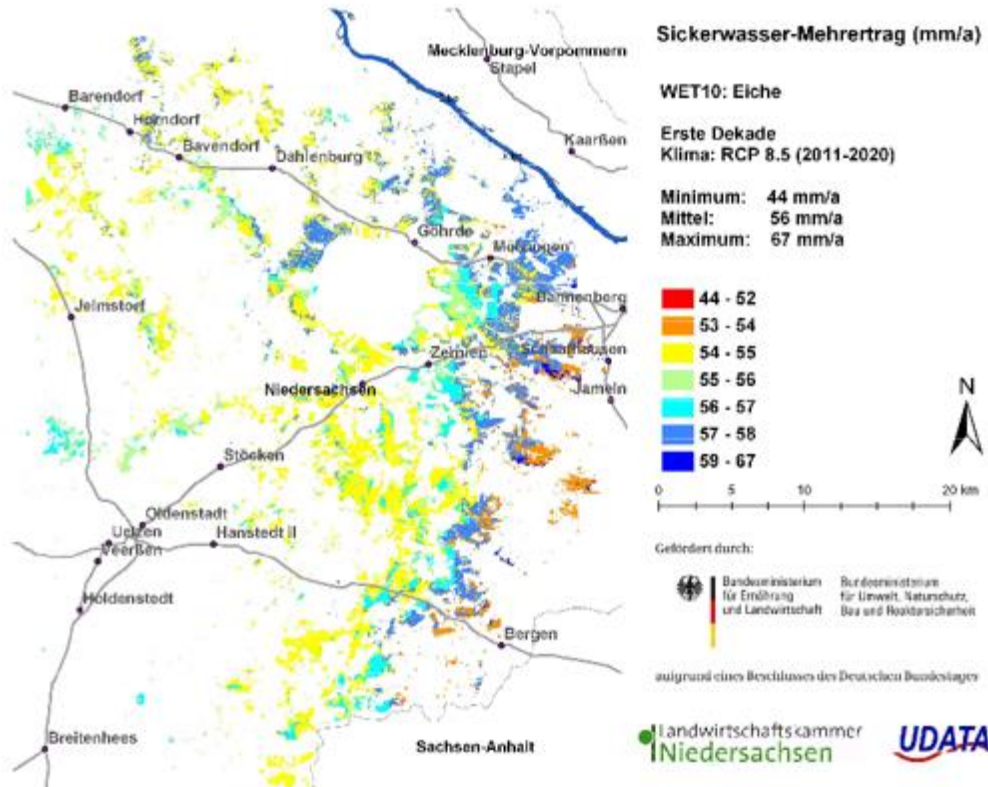 Sickerwasser-Mehrertrag (mm/a)
WET10: Eiche
Erste Dekade
Klima: RCP 8.5 (2011-2020)
Minimum: 44 mm/a
Mittel: 56 mm/a
Maximum: 67 mm/a
44 - 52
53 - 54
54 - 55
55 - 56
56 - 57
57 - 58
59 - 67
N
0 5 10 20 km
Gefördert durch:
Bundesministerium
für Ernährung
und Landwirtschaft
Bundesministerium
für Umwelt, Naturschutz,
Bau und Reaktorsicherheit
aufgrund eines Beschlusses des Deutschen Bundestages
Landwirtschaftskammer
Niedersachsen
UDATA
Mecklenburg-Vorpommern
Stapel
Barendorf
Horndorf
Bavendorf
Dahlenburg
Kaarßen
Göhrde
Metzingen
Dannenberg
Jelmstorf
Zernien
Schaafhausen
Niedersachsen
Jameln
Stöcken
Oldenstadt
Uelzen
Hanstedt II
Veerßen
Holdenstedt
Bergen
Breitenhees
Sachsen-Anhalt